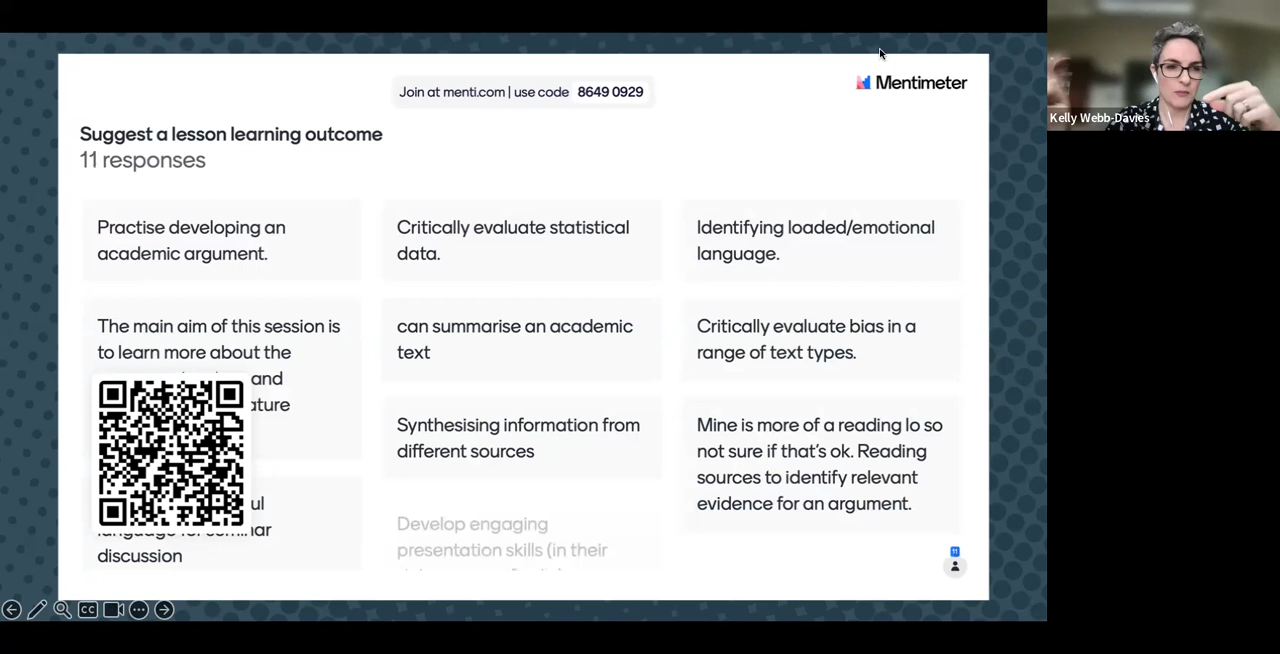 Join at menti.com | use code 8649 0929
Mentimeter
Kelly Webb-Davies
Suggest a lesson learning outcome
11 responses
Practise developing an
academic argument.
The main aim of this session is
to learn more about the
and
discussion
Critically evaluate statistical
data.
can summarise an academic
text
Synthesising information from
different sources
Develop engaging
presentation skills (in their
Identifying loaded/emotional
language.
Critically evaluate bias in a
range of text types.
Mine is more of a reading lo so
not sure if that's ok. Reading
sources to identify relevant
evidence for an argument.
11
CC